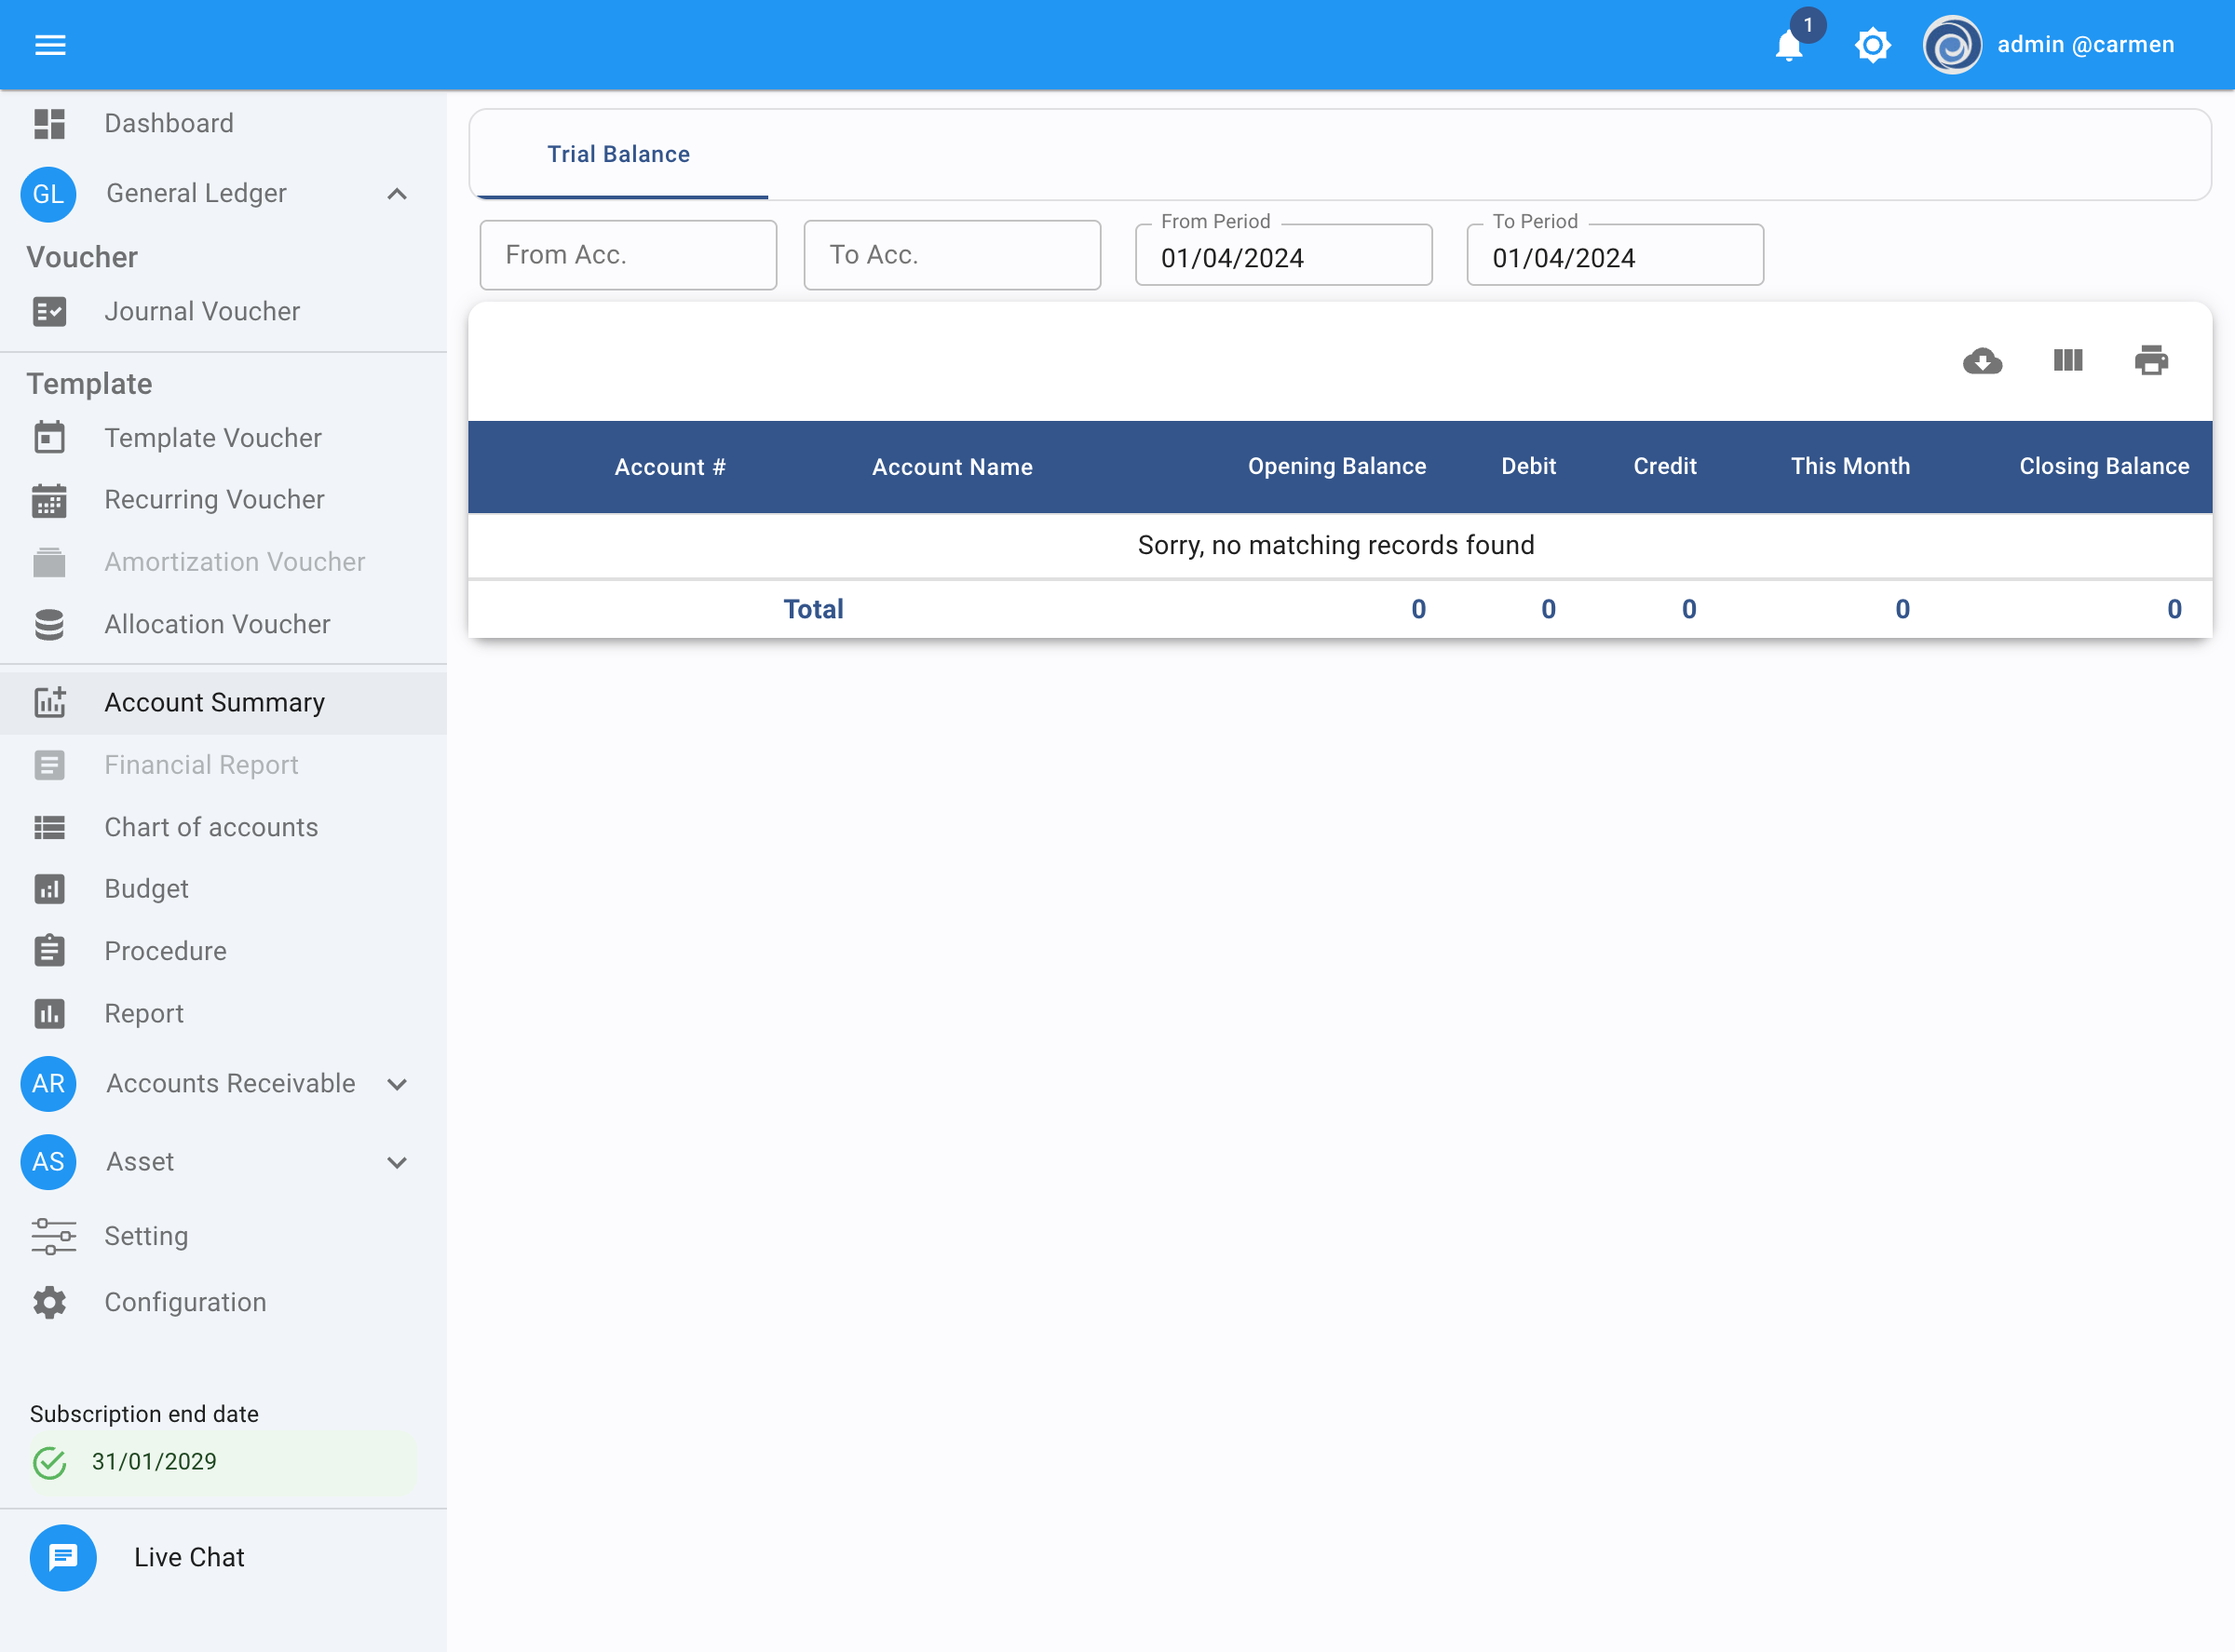 1
admin @carmen
Dashboard
GL General Ledger
Voucher
Journal Voucher
Template
Template Voucher
Recurring Voucher
Amortization Voucher
Allocation Voucher
Account Summary
Financial Report
Chart of accounts
Budget
Procedure
Report
AR Accounts Receivable
AS Asset
Setting
Configuration
Subscription end date
31/01/2029
Live Chat
Trial Balance
From Acc.
To Acc.
From Period
01/04/2024
To Period
01/04/2024
Account # Account Name Opening Balance Debit Credit This Month Closing Balance
Sorry, no matching records found
Total 0 0 0 0 0